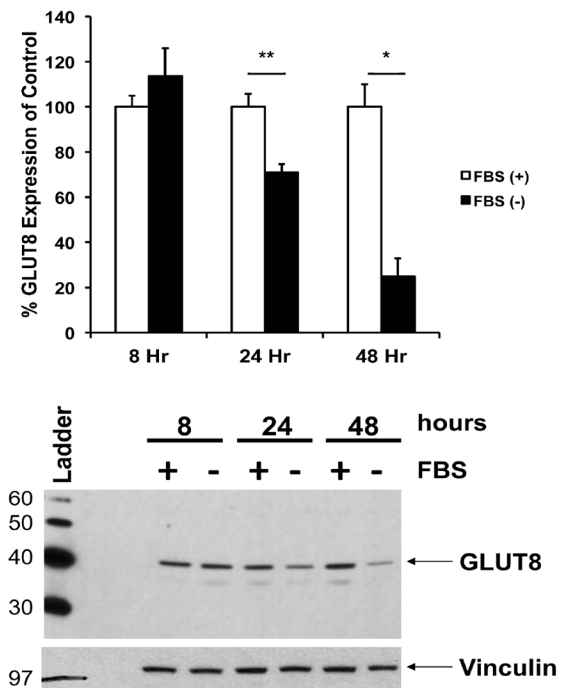 140
120
100
80
60
40
20
0
% GLUT8 Expression of Control
** *
8 Hr 24 Hr 48 Hr
FBS (+)
FBS (-)
Ladder
8 24 48 hours
+ - + - + - FBS
60
50
40
30
GLUT8
97
Vinculin